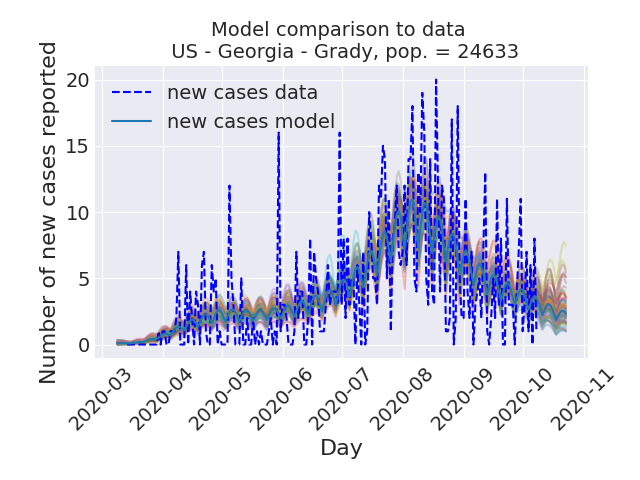 Model comparison to data
US - Georgia - Grady, pop. = 24633
Number of new cases reported
20
15
10
5
0
new cases data
new cases model
2020-03
2020-04
2020-05
2020-06
2020-07
2020-08
2020-09
2020-10
2020-11
Day